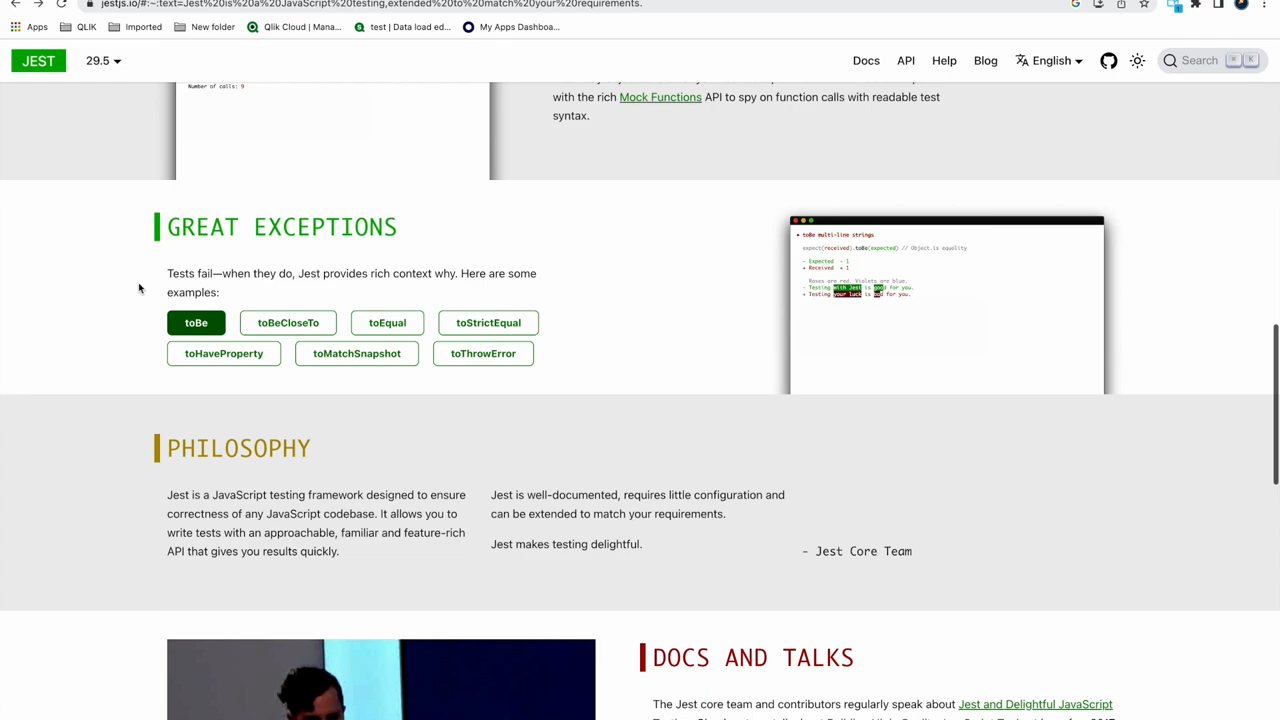 jestjs.io/#:~:text=Jest%20is%20a%20JavaScript%20testing,extended%20to%20match%20your%20requirements.
Apps QLIK Imported New folder Qlik Cloud | Mana... test | Data load ed... My Apps Dashboa...
JEST 29.5 Docs API Help Blog English Search ⌘ K
Number of calls: 9
with the rich Mock Functions API to spy on function calls with readable test
syntax.
GREAT EXCEPTIONS
Tests fail—when they do, Jest provides rich context why. Here are some
examples:
toBe toBeCloseTo toEqual toStrictEqual
toHaveProperty toMatchSnapshot toThrowError
● toBe multi-line strings
expect(received).toBe(expected) // Object.is equality
- Expected - 1
+ Received + 1
Roses are red. Violets are blue.
- Testing with Jest is good for you.
+ Testing your luck is bad for you.
PHILOSOPHY
Jest is a JavaScript testing framework designed to ensure
correctness of any JavaScript codebase. It allows you to
write tests with an approachable, familiar and feature-rich
API that gives you results quickly.
Jest is well-documented, requires little configuration and
can be extended to match your requirements.
Jest makes testing delightful.
- Jest Core Team
DOCS AND TALKS
The Jest core team and contributors regularly speak about Jest and Delightful JavaScript